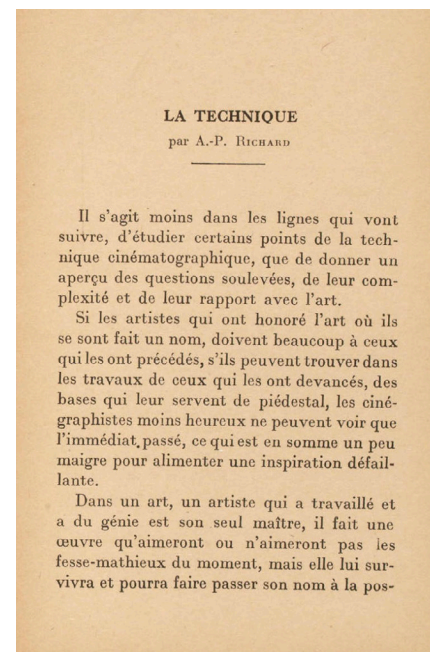 LA TECHNIQUE
par A.-P. RICHARD
Il s'agit moins dans les lignes qui vont
suivre, d'étudier certains points de la tech-
nique cinématographique, que de donner un
aperçu des questions soulevées, de leur com-
plexité et de leur rapport avec l'art.
Si les artistes qui ont honoré l'art où ils
se sont fait un nom, doivent beaucoup à ceux
qui les ont précédés, s'ils peuvent trouver dans
les travaux de ceux qui les ont devancés, des
bases qui leur servent de piédestal, les ciné-
graphistes moins heureux ne peuvent voir que
l'immédiat passé, ce qui est en somme un peu
maigre pour alimenter une inspiration défail-
lante.
Dans un art, un artiste qui a travaillé et
a du génie est son seul maître, il fait une
œuvre qu'aimeront ou n'aimeront pas les
fesse-mathieux du moment, mais elle lui sur-
vivra et pourra faire passer son nom à la pos-